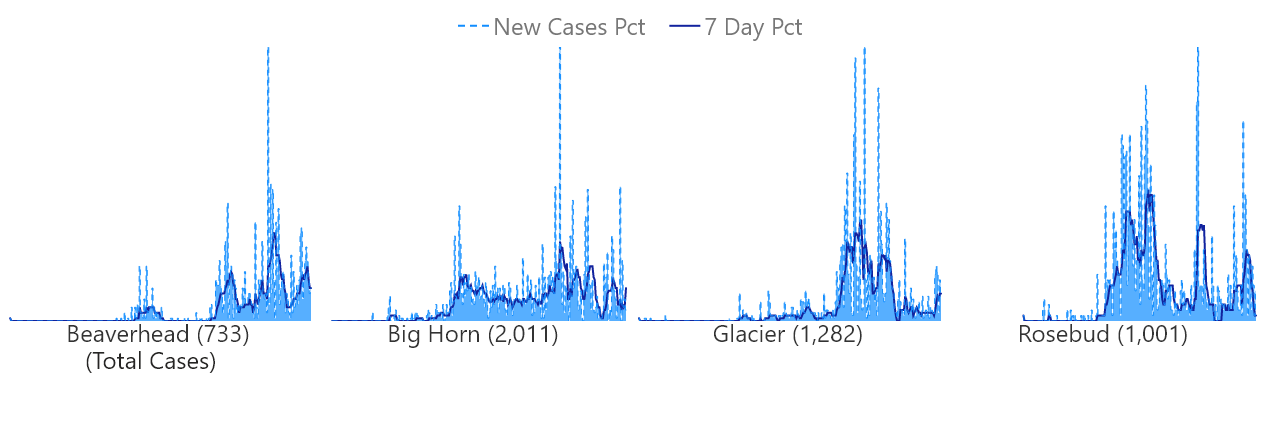 New Cases Pct 7 Day Pct
Beaverhead (733) Big Horn (2,011) Glacier (1,282) Rosebud (1,001)
(Total Cases)